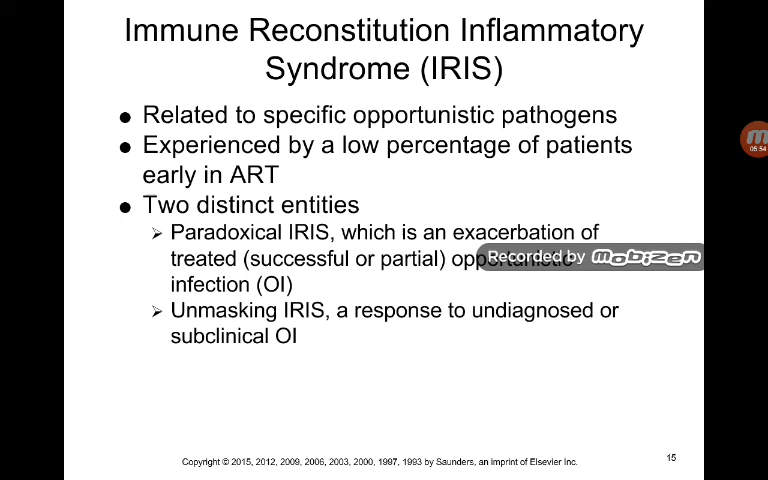 Immune Reconstitution Inflammatory
Syndrome (IRIS)
● Related to specific opportunistic pathogens
● Experienced by a low percentage of patients
early in ART
● Two distinct entities
➢ Paradoxical IRIS, which is an exacerbation of
treated (successful or partial) opportunistic
infection (OI)
➢ Unmasking IRIS, a response to undiagnosed or
subclinical OI
Recorded by mobizen
05:54
Copyright © 2015, 2012, 2009, 2006, 2003, 2000, 1997, 1993 by Saunders, an imprint of Elsevier Inc.
15